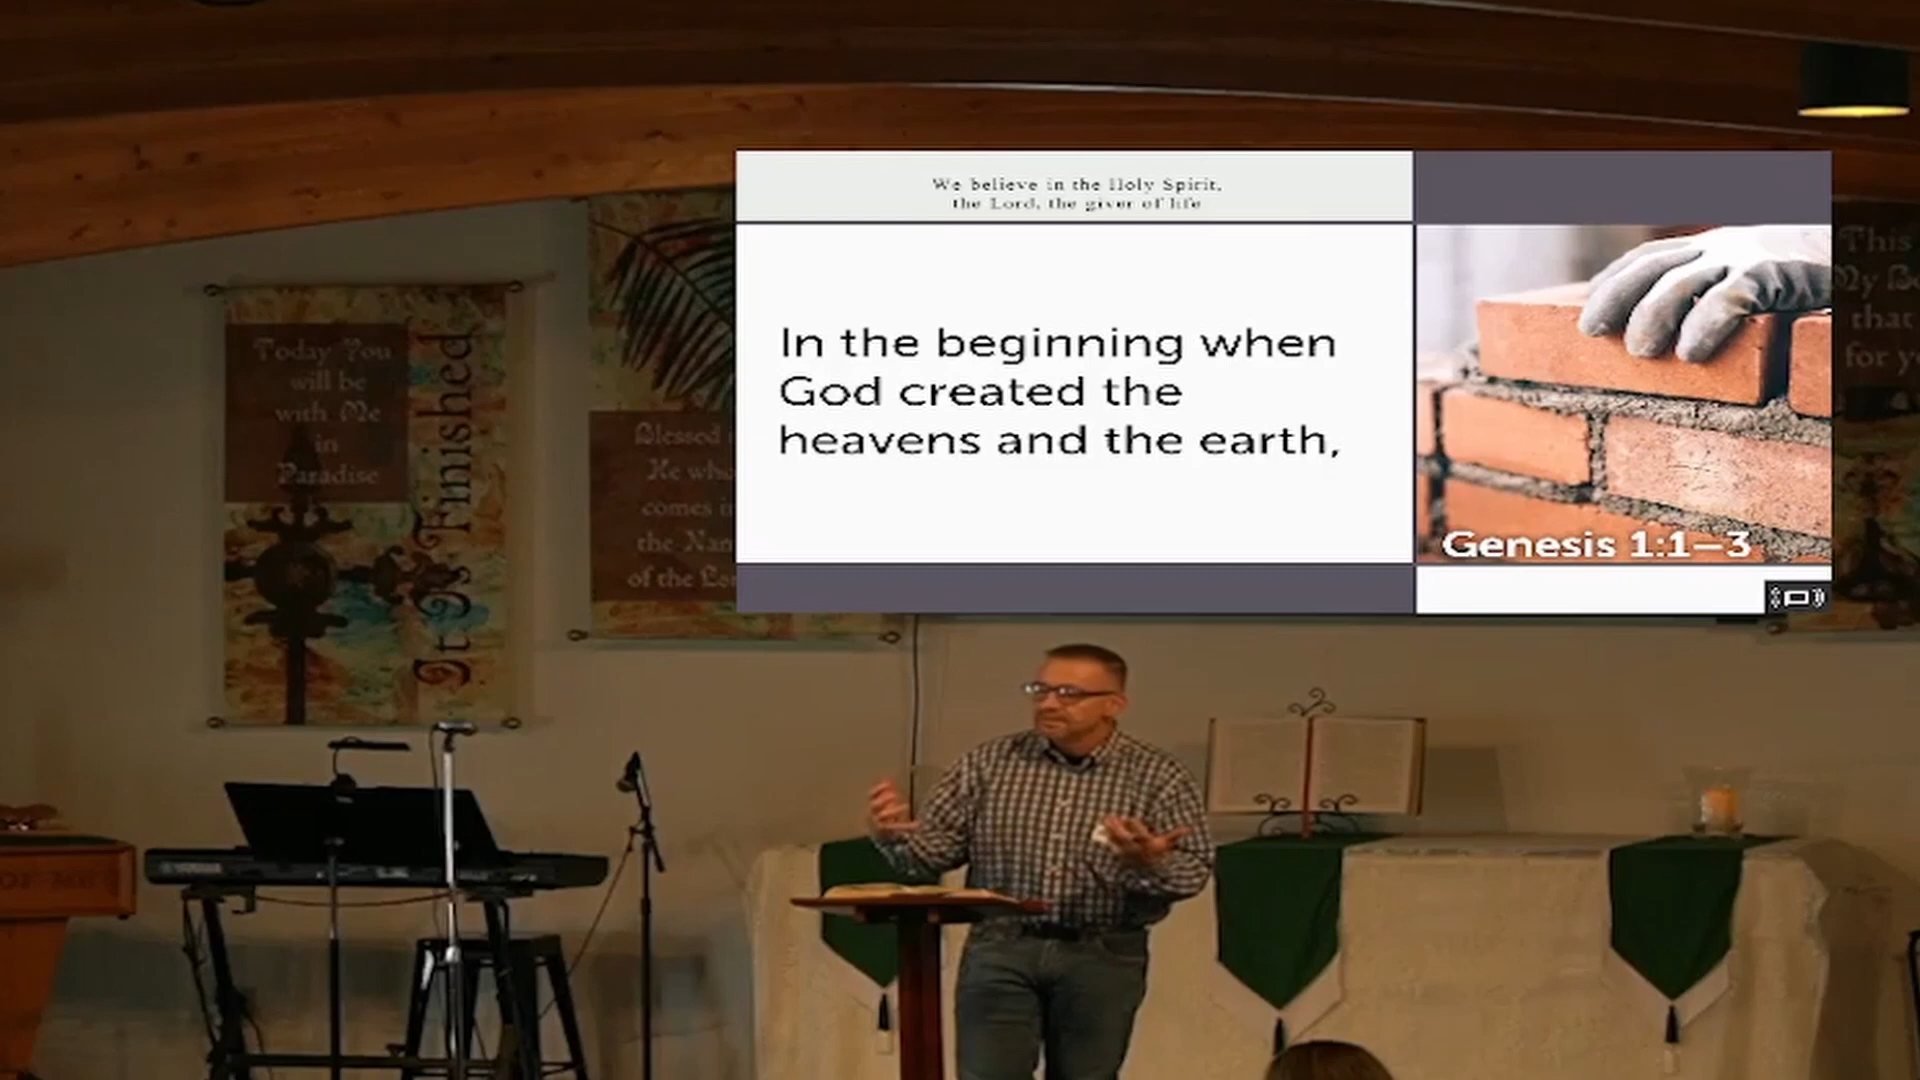 We believe in the Holy Spirit,
the Lord, the giver of life
In the beginning when
God created the
heavens and the earth,
Genesis 1:1–3
Today You
will be
with Me
in
Paradise
It Is Finished
Blessed
He who
comes
the
of the
This
My
that
for
YAMAHA